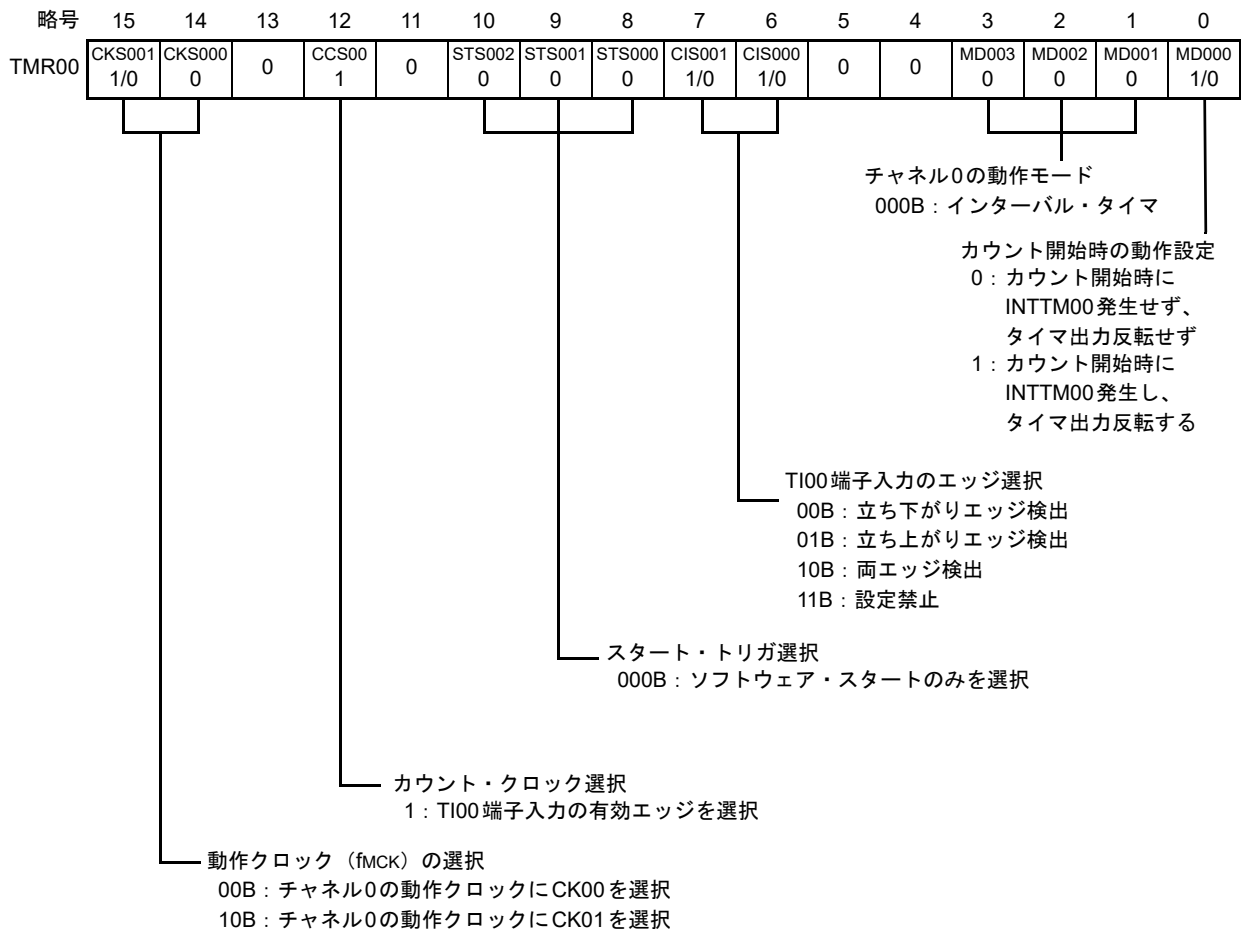 略号 15 14 13 12 11 10 9 8 7 6 5 4 3 2 1 0
TMR00 CKS001 CKS000 0 CCS00 0 STS002 STS001 STS000 CIS001 CIS000 0 0 MD003 MD002 MD001 MD000
1/0 0 1 0 0 0 1/0 1/0 0 0 0 1/0
チャネル0の動作モード
000B：インターバル・タイマ
カウント開始時の動作設定
0：カウント開始時に
INTTM00発生せず、
タイマ出力反転せず
1：カウント開始時に
INTTM00発生し、
タイマ出力反転する
TI00端子入力のエッジ選択
00B：立ち下がりエッジ検出
01B：立ち上がりエッジ検出
10B：両エッジ検出
11B：設定禁止
スタート・トリガ選択
000B：ソフトウェア・スタートのみを選択
カウント・クロック選択
1：TI00端子入力の有効エッジを選択
動作クロック（fMCK）の選択
00B：チャネル0の動作クロックにCK00を選択
10B：チャネル0の動作クロックにCK01を選択